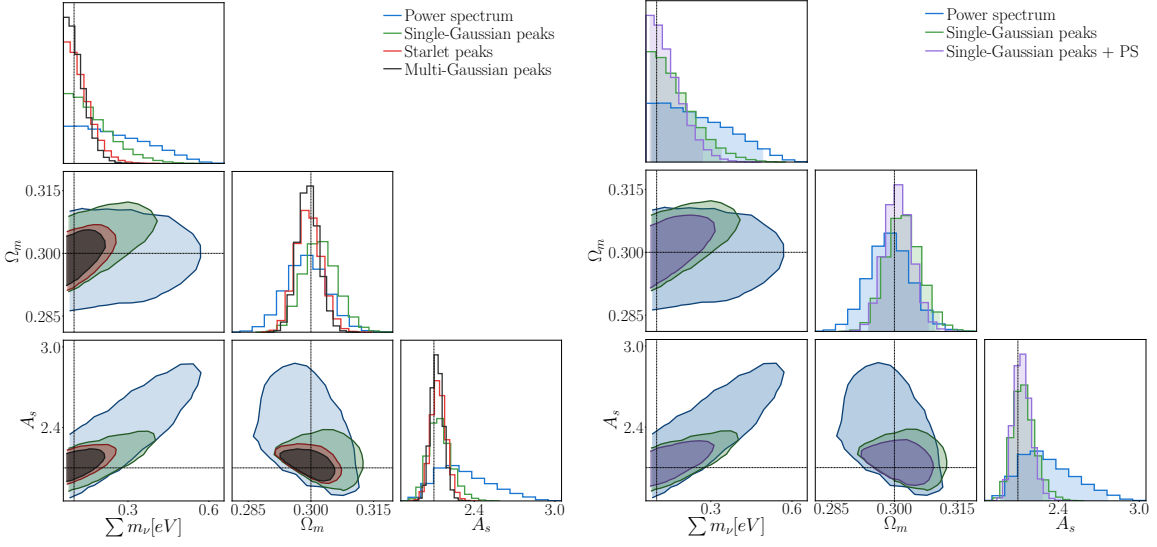 Power spectrum
Single-Gaussian peaks
Starlet peaks
Multi-Gaussian peaks
0.315
0.300
0.285
Ω_m
3.0
2.4
A_s
0.3 0.6
∑ m_ν[eV]
0.285 0.300 0.315
Ω_m
2.4 3.0
A_s
Power spectrum
Single-Gaussian peaks
Single-Gaussian peaks + PS
0.315
0.300
0.285
Ω_m
3.0
2.4
A_s
0.3 0.6
∑ m_ν[eV]
0.285 0.300 0.315
Ω_m
2.4 3.0
A_s